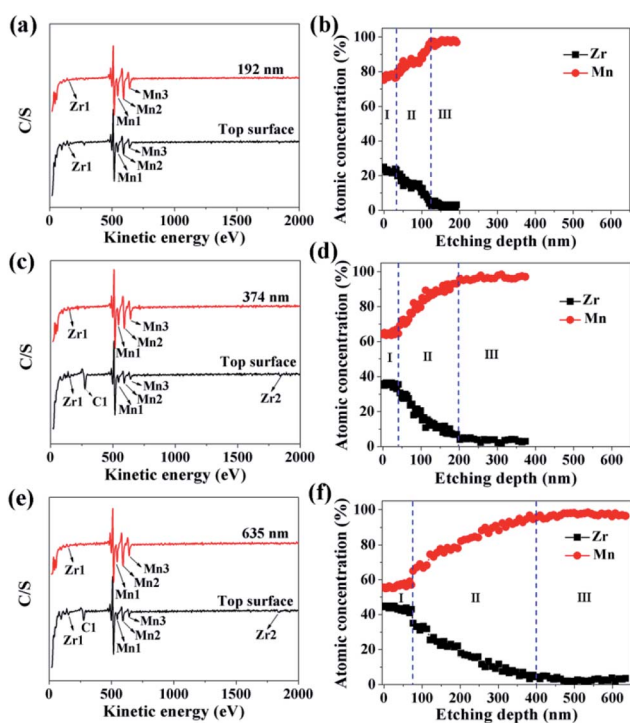 (a)
C/S
192 nm
Zr1
Mn3
Mn2
Mn1
Top surface
Zr1
Mn3
Mn2
Mn1
0 500 1000 1500 2000
Kinetic energy (eV)
(b)
Atomic concentration (%)
100
80
60
40
20
0
I II III
Zr
Mn
0 100 200 300 400 500 600
Etching depth (nm)
(c)
C/S
374 nm
Zr1
Mn3
Mn2
Mn1
Top surface
Zr1
C1
Mn3
Mn2
Mn1
Zr2
0 500 1000 1500 2000
Kinetic energy (eV)
(d)
Atomic concentration (%)
100
80
60
40
20
0
I II III
Zr
Mn
0 200 400 600
Etching depth (nm)
(e)
C/S
635 nm
Zr1
Mn3
Mn2
Mn1
Top surface
Zr1
C1
Mn3
Mn2
Mn1
Zr2
0 500 1000 1500 2000
Kinetic energy (eV)
(f)
Atomic concentration (%)
100
80
60
40
20
0
I II III
Zr
Mn
0 100 200 300 400 500 600
Etching depth (nm)